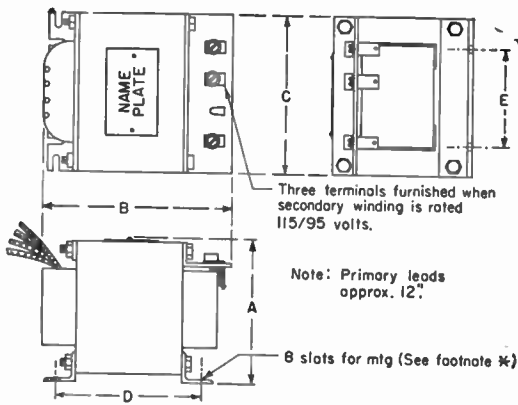 NAME
PLATE
C
E
B
Three terminals furnished when
secondary winding is rated
115/95 volts.
Note: Primary leads
approx. 12".
A
8 slats for mtg (See footnote *)
D